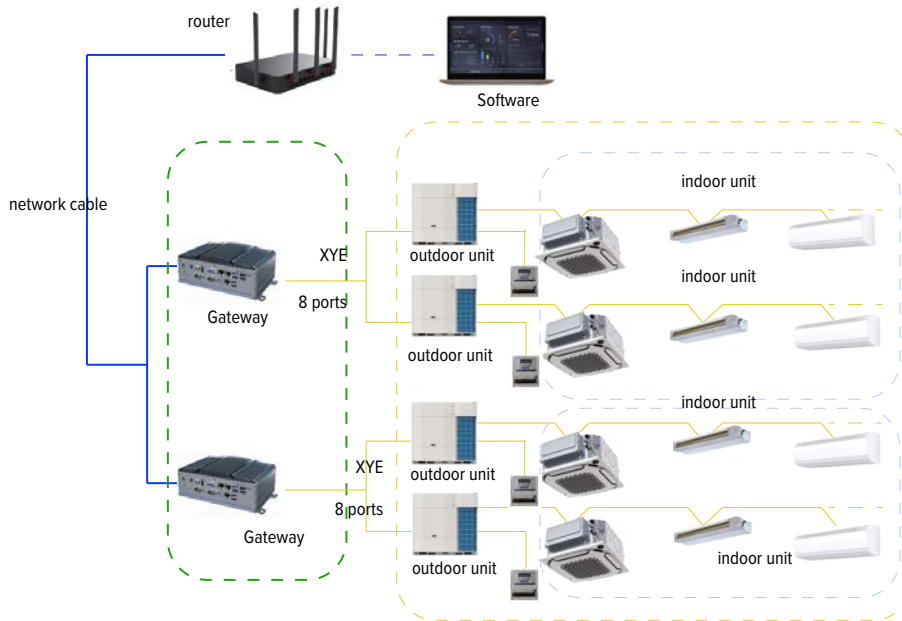 router
Software
network cable
indoor unit
XYE
outdoor unit
indoor unit
8 ports
Gateway
outdoor unit
indoor unit
XYE
outdoor unit
8 ports
Gateway
indoor unit
outdoor unit